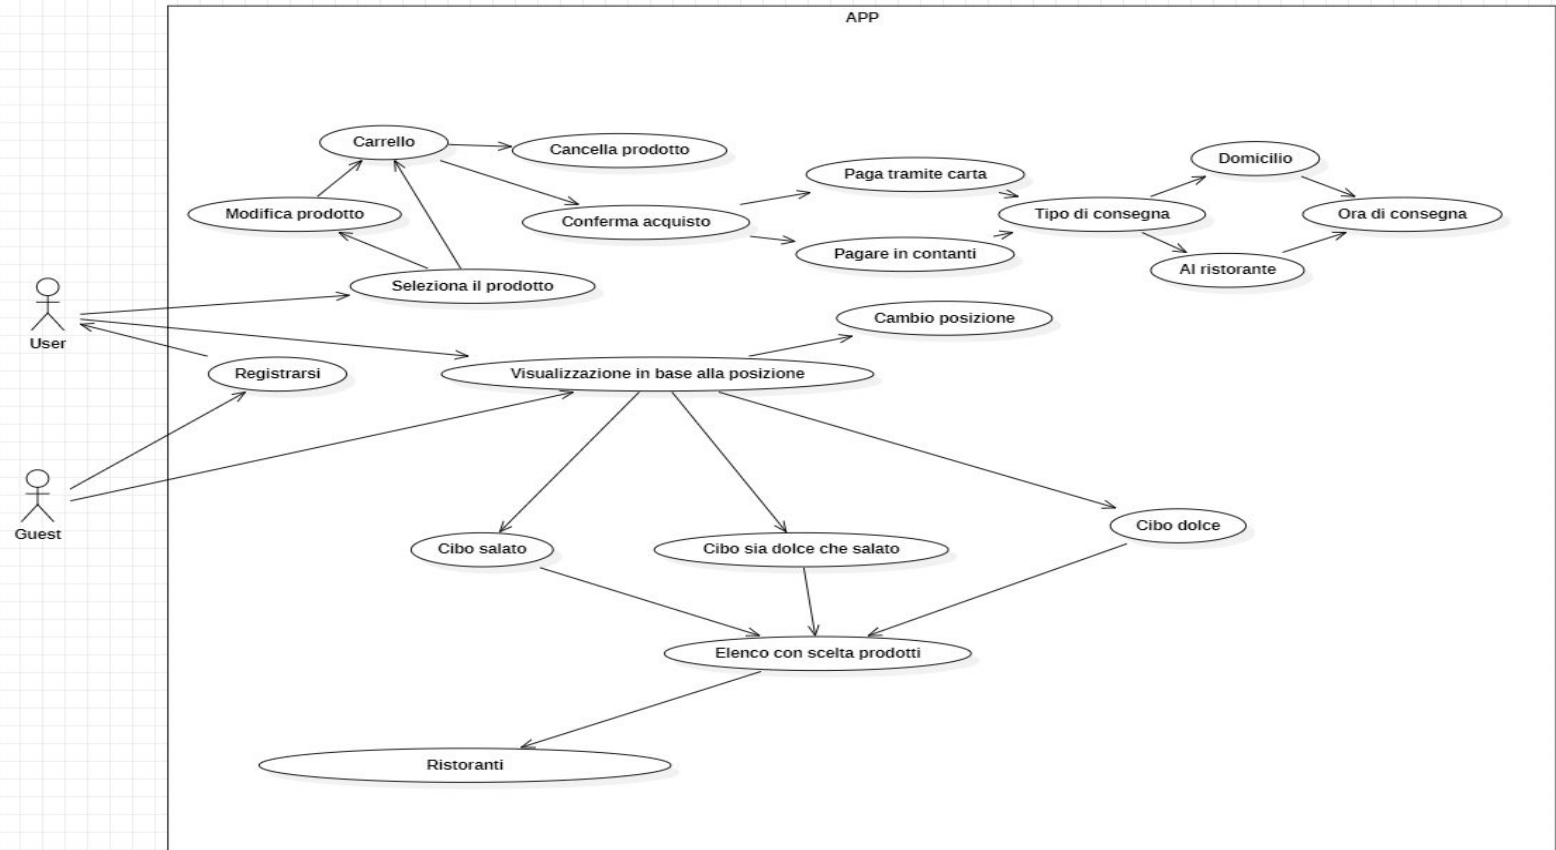 APP
Carrello
Cancella prodotto
Paga tramite carta
Domicilio
Modifica prodotto
Conferma acquisto
Tipo di consegna
Ora di consegna
Pagare in contanti
Al ristorante
Seleziona il prodotto
User
Cambio posizione
Registrarsi
Visualizzazione in base alla posizione
Guest
Cibo salato
Cibo sia dolce che salato
Cibo dolce
Elenco con scelta prodotti
Ristoranti